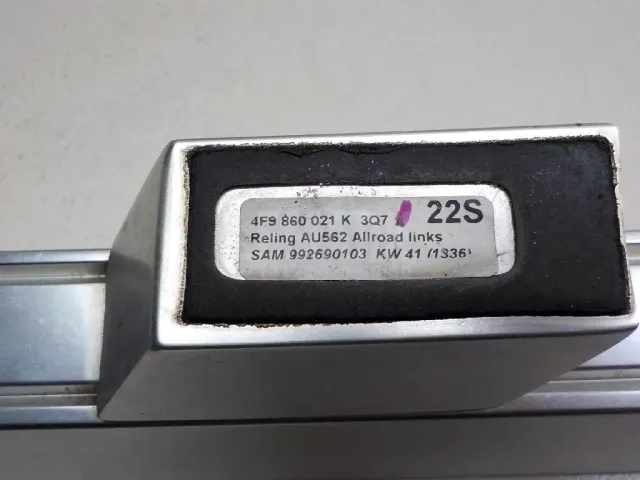 4F9 860 021 K 3Q7 22S
Reling AU562 Allroad links
SAM 992690103 KW 41 (1336)